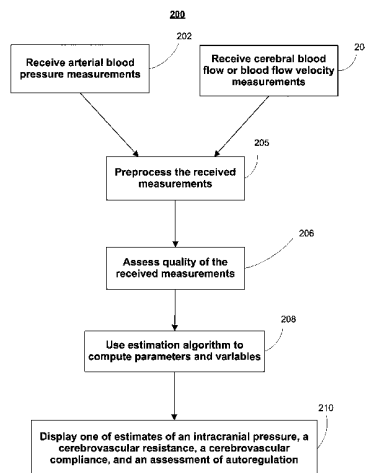 200
202
Receive arterial blood
pressure measurements
20
Receive cerebral blood
flow or blood flow velocity
measurements
205
Preprocess the received
measurements
206
Assess quality of the
received measurements
208
Use estimation algorithm to
compute parameters and variables
210
Display one of estimates of an intracranial pressure, a
cerebrovascular resistance, a cerebrovascular
compliance, and an assessment of autoregulation